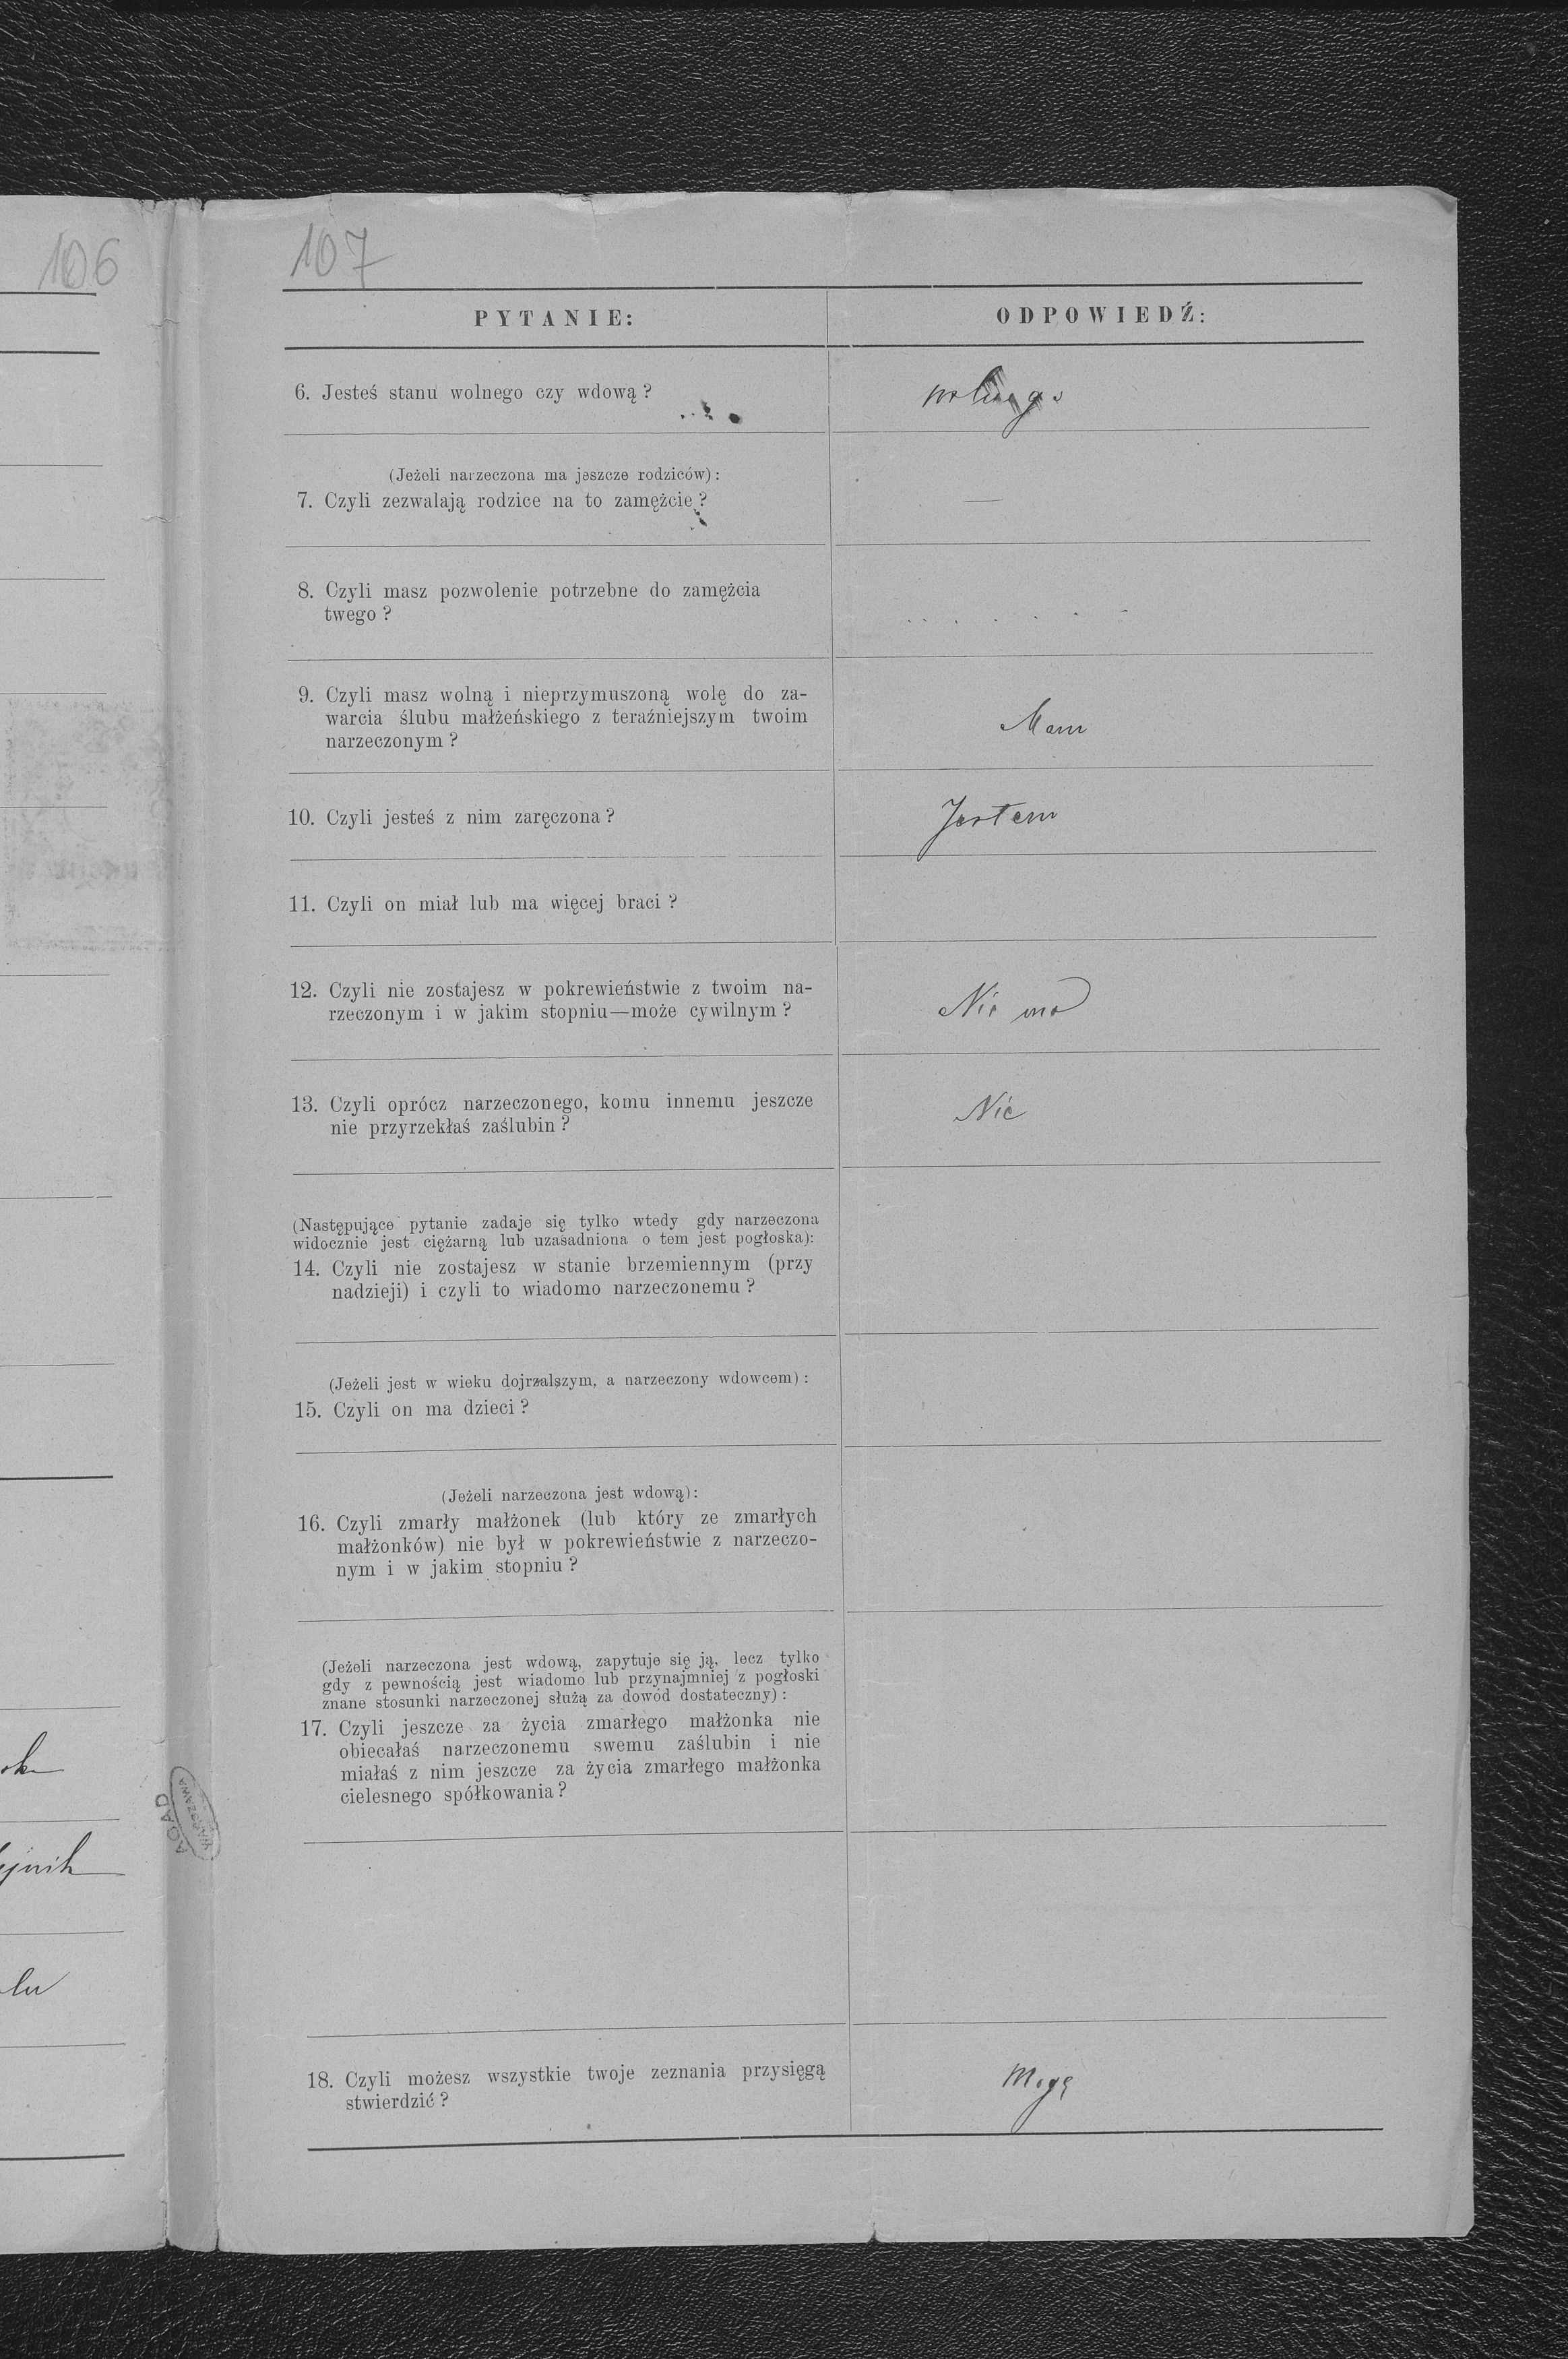 106
107
PYTANIE:
ODPOWIEDŹ:
6. Jesteś stanu wolnego czy wdową?
wolnego
(Jeżeli narzeczona ma jeszcze rodziców):
7. Czyli zezwalają rodzice na to zamężcie?
—
8. Czyli masz pozwolenie potrzebne do zamężcia
twego?
9. Czyli masz wolną i nieprzymuszoną wolę do za-
warcia ślubu małżeńskiego z teraźniejszym twoim
narzeczonym?
Mam
10. Czyli jesteś z nim zaręczona?
Jestem
11. Czyli on miał lub ma więcej braci?
12. Czyli nie zostajesz w pokrewieństwie z twoim na-
rzeczonym i w jakim stopniu—może cywilnym?
Nie ma
13. Czyli oprócz narzeczonego, komu innemu jeszcze
nie przyrzekłaś zaślubin?
Nie
(Następujące pytanie zadaje się tylko wtedy gdy narzeczona
widocznie jest ciężarną lub uzasadniona o tem jest pogłoska):
14. Czyli nie zostajesz w stanie brzemiennym (przy
nadzieji) i czyli to wiadomo narzeczonemu?
(Jeżeli jest w wieku dojrzalszym, a narzeczony wdowcem):
15. Czyli on ma dzieci?
(Jeżeli narzeczona jest wdową):
16. Czyli zmarły małżonek (lub który ze zmarłych
małżonków) nie był w pokrewieństwie z narzeczo-
nym i w jakim stopniu?
(Jeżeli narzeczona jest wdową, zapytuje się ją, lecz tylko
gdy z pewnością jest wiadomo lub przynajmniej z pogłoski
znane stosunki narzeczonej służą za dowód dostateczny):
17. Czyli jeszcze za życia zmarłego małżonka nie
obiecałaś narzeczonemu swemu zaślubin i nie
miałaś z nim jeszcze za życia zmarłego małżonka
cielesnego spółkowania?
AGAD
WARSZAWA
18. Czyli możesz wszystkie twoje zeznania przysięgą
stwierdzić?
Mogę